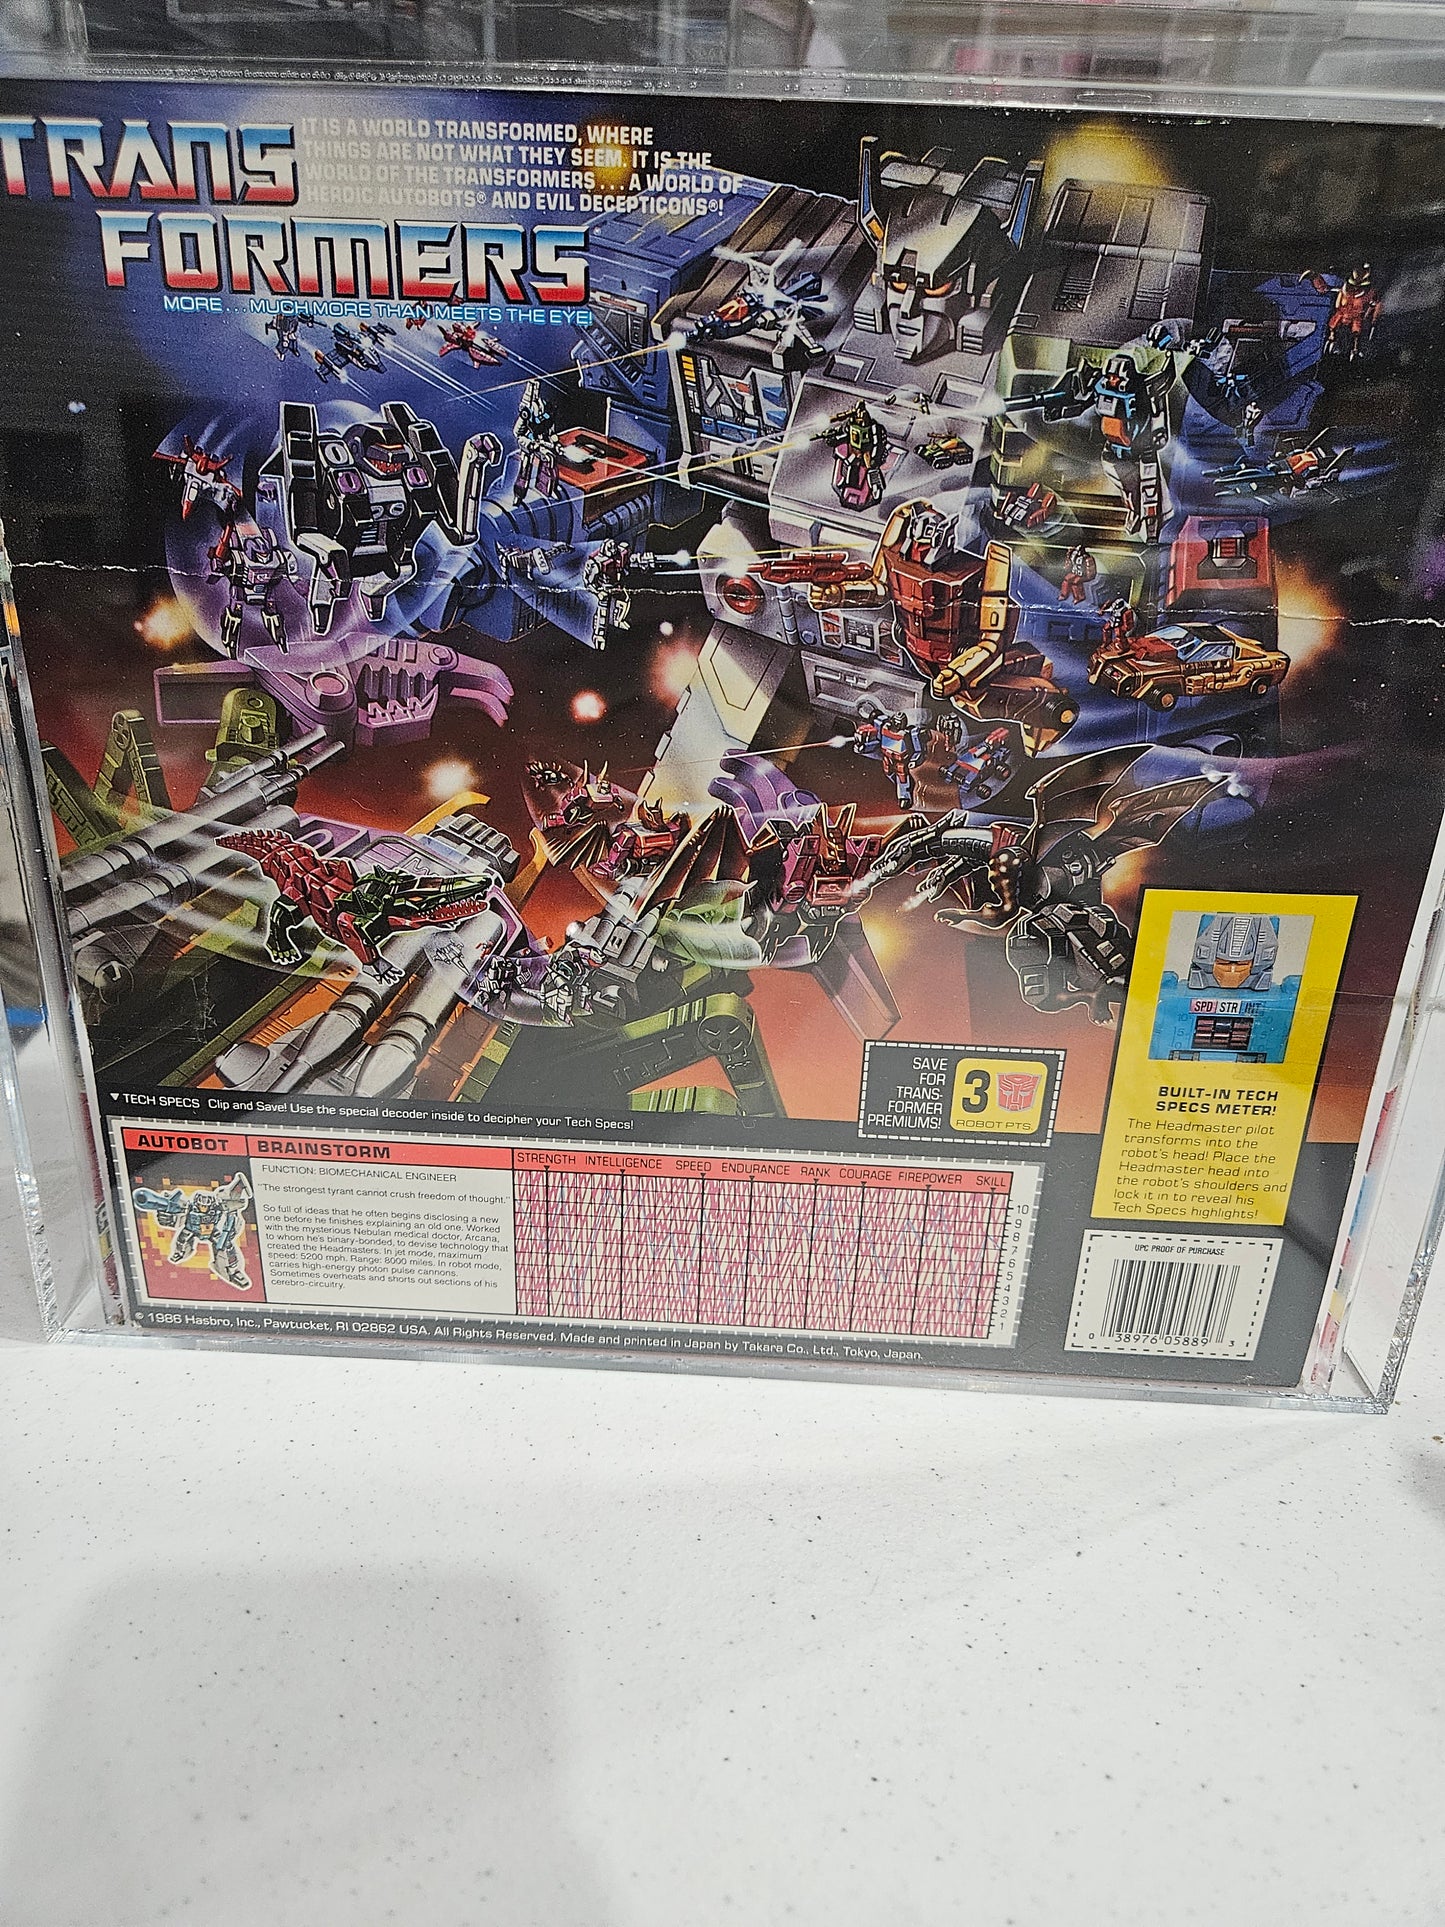 TRANS
FORMERS
MORE . . . MUCH MORE THAN MEETS THE EYE!
IT IS A WORLD TRANSFORMED, WHERE
THINGS ARE NOT WHAT THEY SEEM. IT IS THE
WORLD OF THE TRANSFORMERS . . . A WORLD OF
HEROIC AUTOBOTS® AND EVIL DECEPTICONS®!
SPD STR INT
BUILT-IN TECH
SPECS METER!
The Headmaster pilot
transforms into the
robot's head! Place the
Headmaster head into
the robot's shoulders and
lock it in to reveal his
Tech Specs highlights!
SAVE
FOR
TRANS-
FORMER
PREMIUMS!
3
ROBOT PTS.
▼ TECH SPECS Clip and Save! Use the special decoder inside to decipher your Tech Specs!
AUTOBOT BRAINSTORM
FUNCTION: BIOMECHANICAL ENGINEER
"The strongest tyrant cannot crush freedom of thought."
So full of ideas that he often begins disclosing a new
one before he finishes explaining an old one. Worked
with the mysterious Nebulan medical doctor, Arcana,
to whom he's binary-bonded, to devise technology that
created the Headmasters. In jet mode, maximum
speed: 5200 mph. Range: 8000 miles. In robot mode,
carries high-energy photon pulse cannons.
Sometimes overheats and shorts out sections of his
cerebro-circuitry.
STRENGTH INTELLIGENCE SPEED ENDURANCE RANK COURAGE FIREPOWER SKILL
10
9
8
7
6
5
4
3
2
1
UPC PROOF OF PURCHASE
0 38976 05889 3
© 1986 Hasbro, Inc., Pawtucket, RI 02862 USA. All Rights Reserved. Made and printed in Japan by Takara Co., Ltd., Tokyo, Japan.